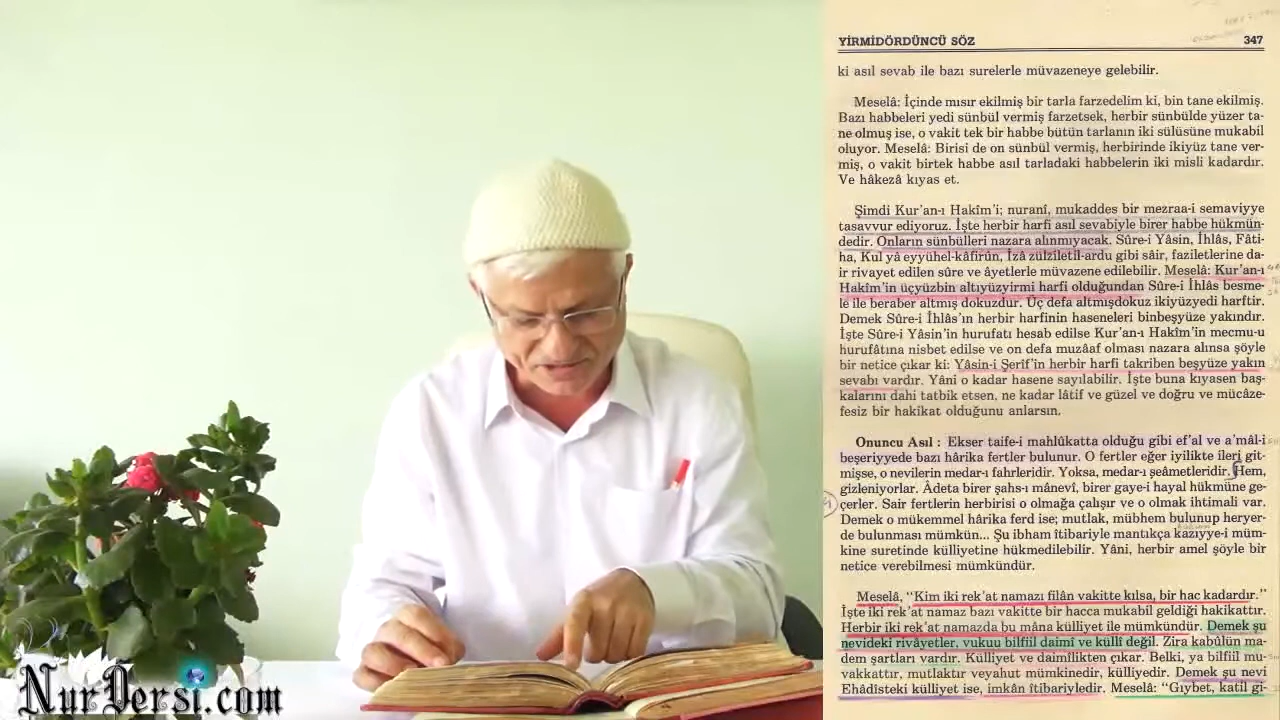 YİRMİDÖRDÜNCÜ SÖZ 347
ki asıl sevab ile bazı surelerle müvazeneye gelebilir.
Meselâ: İçinde mısır ekilmiş bir tarla farzedelim ki, bin tane ekilmiş.
Bazı habbeleri yedi sünbül vermiş farzetsek, herbir sünbülde yüzer ta-
ne olmuş ise, o vakit tek bir habbe bütün tarlanın iki sülüsüne mukabil
oluyor. Meselâ: Birisi de on sünbül vermiş, herbirinde ikiyüz tane ver-
miş, o vakit birtek habbe asıl tarladaki habbelerin iki misli kadardır.
Ve hâkezâ kıyas et.
Şimdi Kur'an-ı Hakîm'i; nuranî, mukaddes bir mezraa-i semaviyye
tasavvur ediyoruz. İşte herbir harfi asıl sevabiyle birer habbe hükmün-
dedir. Onların sünbülleri nazara alınmıyacak. Sûre-i Yâsin, İhlâs, Fâti-
ha, Kul yâ eyyühel-kâfirûn, İzâ zülziletil-ardu gibi sâir, faziletlerine da-
ir rivayet edilen sûre ve âyetlerle müvazene edilebilir. Meselâ: Kur'an-ı
Hakîm'in üçyüzbin altıyüzyirmi harfi olduğundan Sûre-i İhlâs besme-
le ile beraber altmış dokuzdur. Üç defa altmışdokuz ikiyüzyedi harftir.
Demek Sûre-i İhlâs'ın herbir harfinin haseneleri binbeşyüze yakındır.
İşte Sûre-i Yâsin'in hurufatı hesab edilse Kur'an-ı Hakîm'in mecmu-u
hurufâtına nisbet edilse ve on defa muzâaf olması nazara alınsa şöyle
bir netice çıkar ki: Yâsin-i Şerif'in herbir harfi takriben beşyüze yakın
sevabı vardır. Yâni o kadar hasene sayılabilir. İşte buna kıyasen baş-
kalarını dahi tatbik etsen, ne kadar lâtif ve güzel ve doğru ve mücâze-
fesiz bir hakikat olduğunu anlarsın.
Onuncu Asıl : Ekser taife-i mahlûkatta olduğu gibi ef'al ve a'mâl-i
beşeriyyede bazı hârika fertler bulunur. O fertler eğer iyilikte ileri git-
mişse, o nevilerin medar-ı fahrleridir. Yoksa, medar-ı şeâmetleridir. Hem,
gizleniyorlar. Âdeta birer şahs-ı mânevî, birer gaye-i hayal hükmüne ge-
çerler. Sair fertlerin herbirisi o olmağa çalışır ve o olmak ihtimali var.
Demek o mükemmel hârika ferd ise; mutlak, mübhem bulunup heryer-
de bulunması mümkün... Şu ibham îtibariyle mantıkça kazıyye-i müm-
kine suretinde külliyetine hükmedilebilir. Yâni, herbir amel şöyle bir
netice verebilmesi mümkündür.
Meselâ, "Kim iki rek'at namazı filân vakitte kılsa, bir hac kadardır."
İşte iki rek'at namaz bazı vakitte bir hacca mukabil geldiği hakikattır.
Herbir iki rek'at namazda bu mâna külliyet ile mümkündür. Demek şu
nevideki rivâyetler, vukuu bilfiil daimî ve küllî değil. Zira kabûlün ma-
dem şartları vardır. Külliyet ve daimîlikten çıkar. Belki, ya bilfiil mu-
vakkattır, mutlaktır veyahut mümkinedir, külliyedir. Demek şu nevi
Ehâdîsteki külliyet ise, imkân îtibariyledir. Meselâ: "Gıybet, katil gi-
NurDersi.com